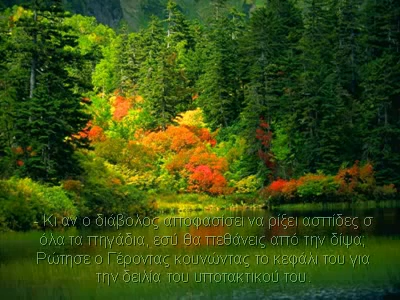 - Κι αν ο διάβολος αποφασίσει να ρίξει ασπίδες σ
όλα τα πηγάδια, εσύ θα πεθάνεις από την δίψα;
Ρώτησε ο Γέροντας κουνώντας το κεφάλι του για
την δειλία του υποτακτικού του.